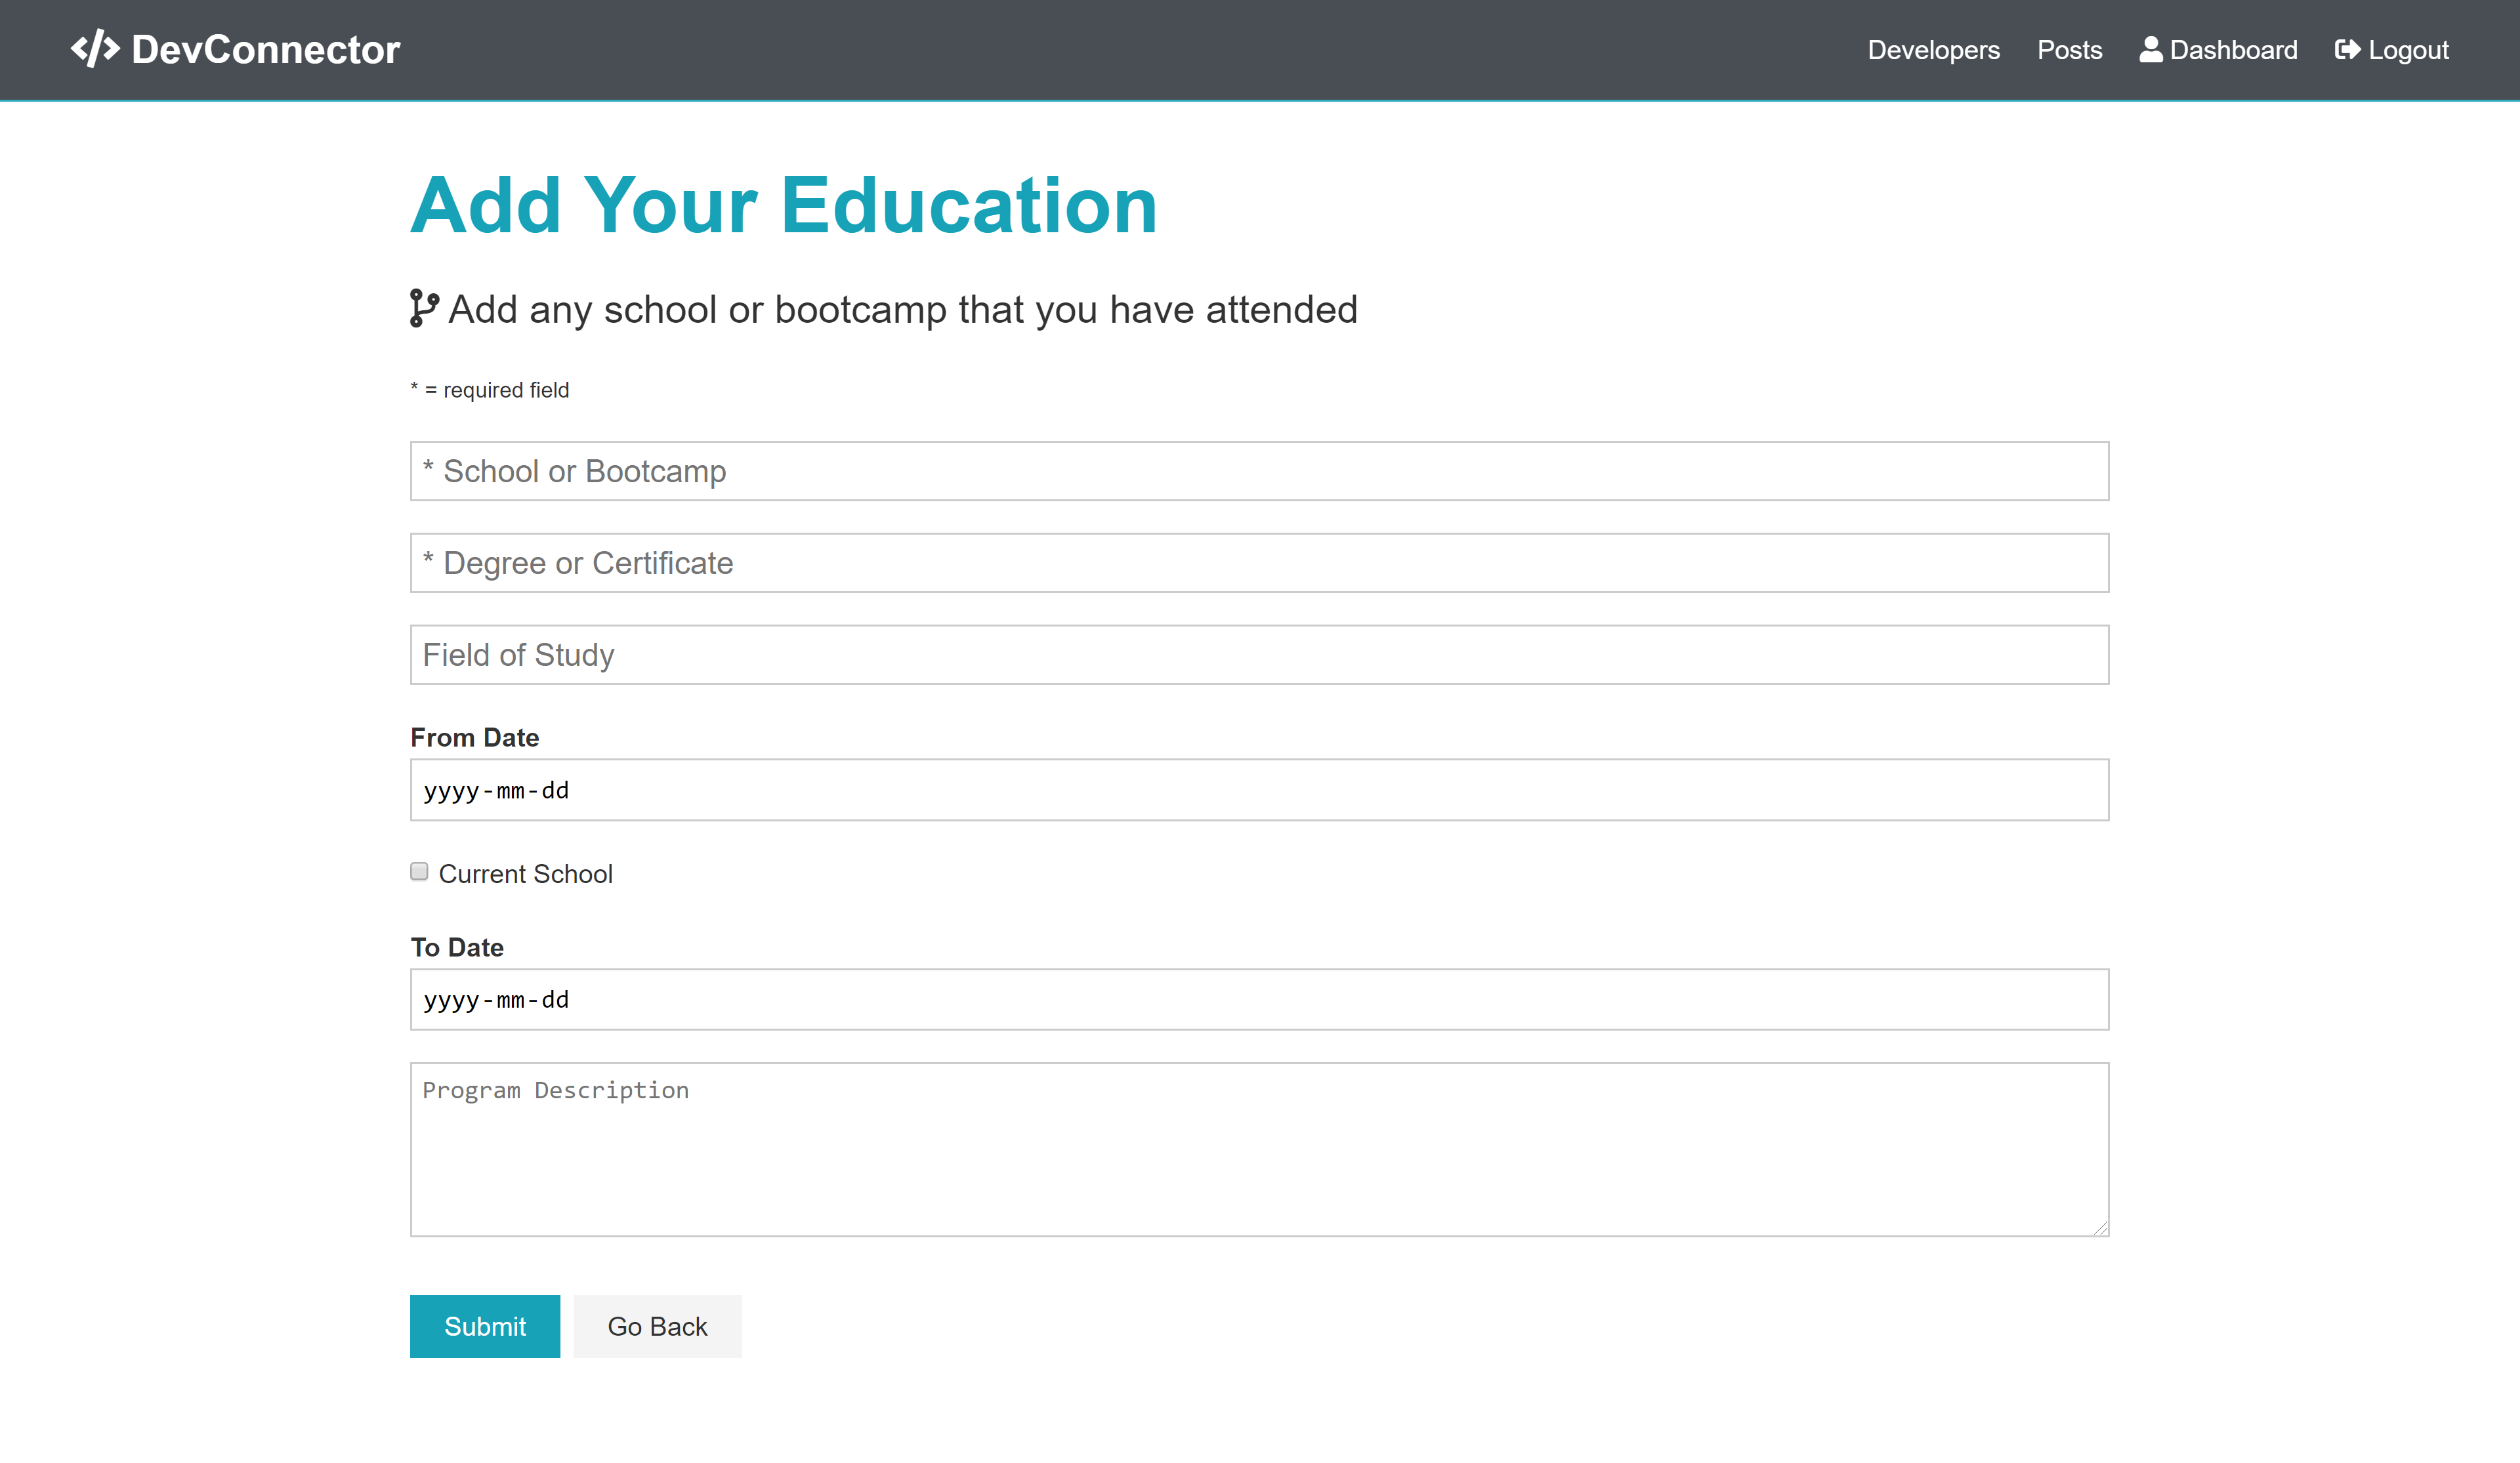 DevConnector
Developers Posts Dashboard Logout
Add Your Education
Add any school or bootcamp that you have attended
* = required field
* School or Bootcamp
* Degree or Certificate
Field of Study
From Date
yyyy-mm-dd
Current School
To Date
yyyy-mm-dd
Program Description
Submit Go Back